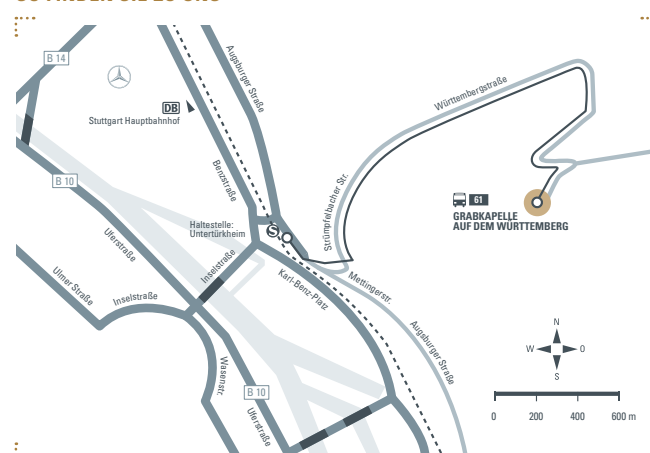 B 14
DB
Stuttgart Hauptbahnhof
Augsburger Straße
Württembergstraße
B 10
Benzstraße
Strümpfelbacher Str.
61
GRABKAPELLE
AUF DEM WÜRTTEMBERG
Haltestelle:
Untertürkheim
S
Uferstraße
Inselstraße
Karl-Benz-Platz
Mettingerstr.
Ulmer Straße
Inselstraße
Augsburger Straße
Wasenstr.
B 10
Uferstraße
N
W
O
S
0 200 400 600 m